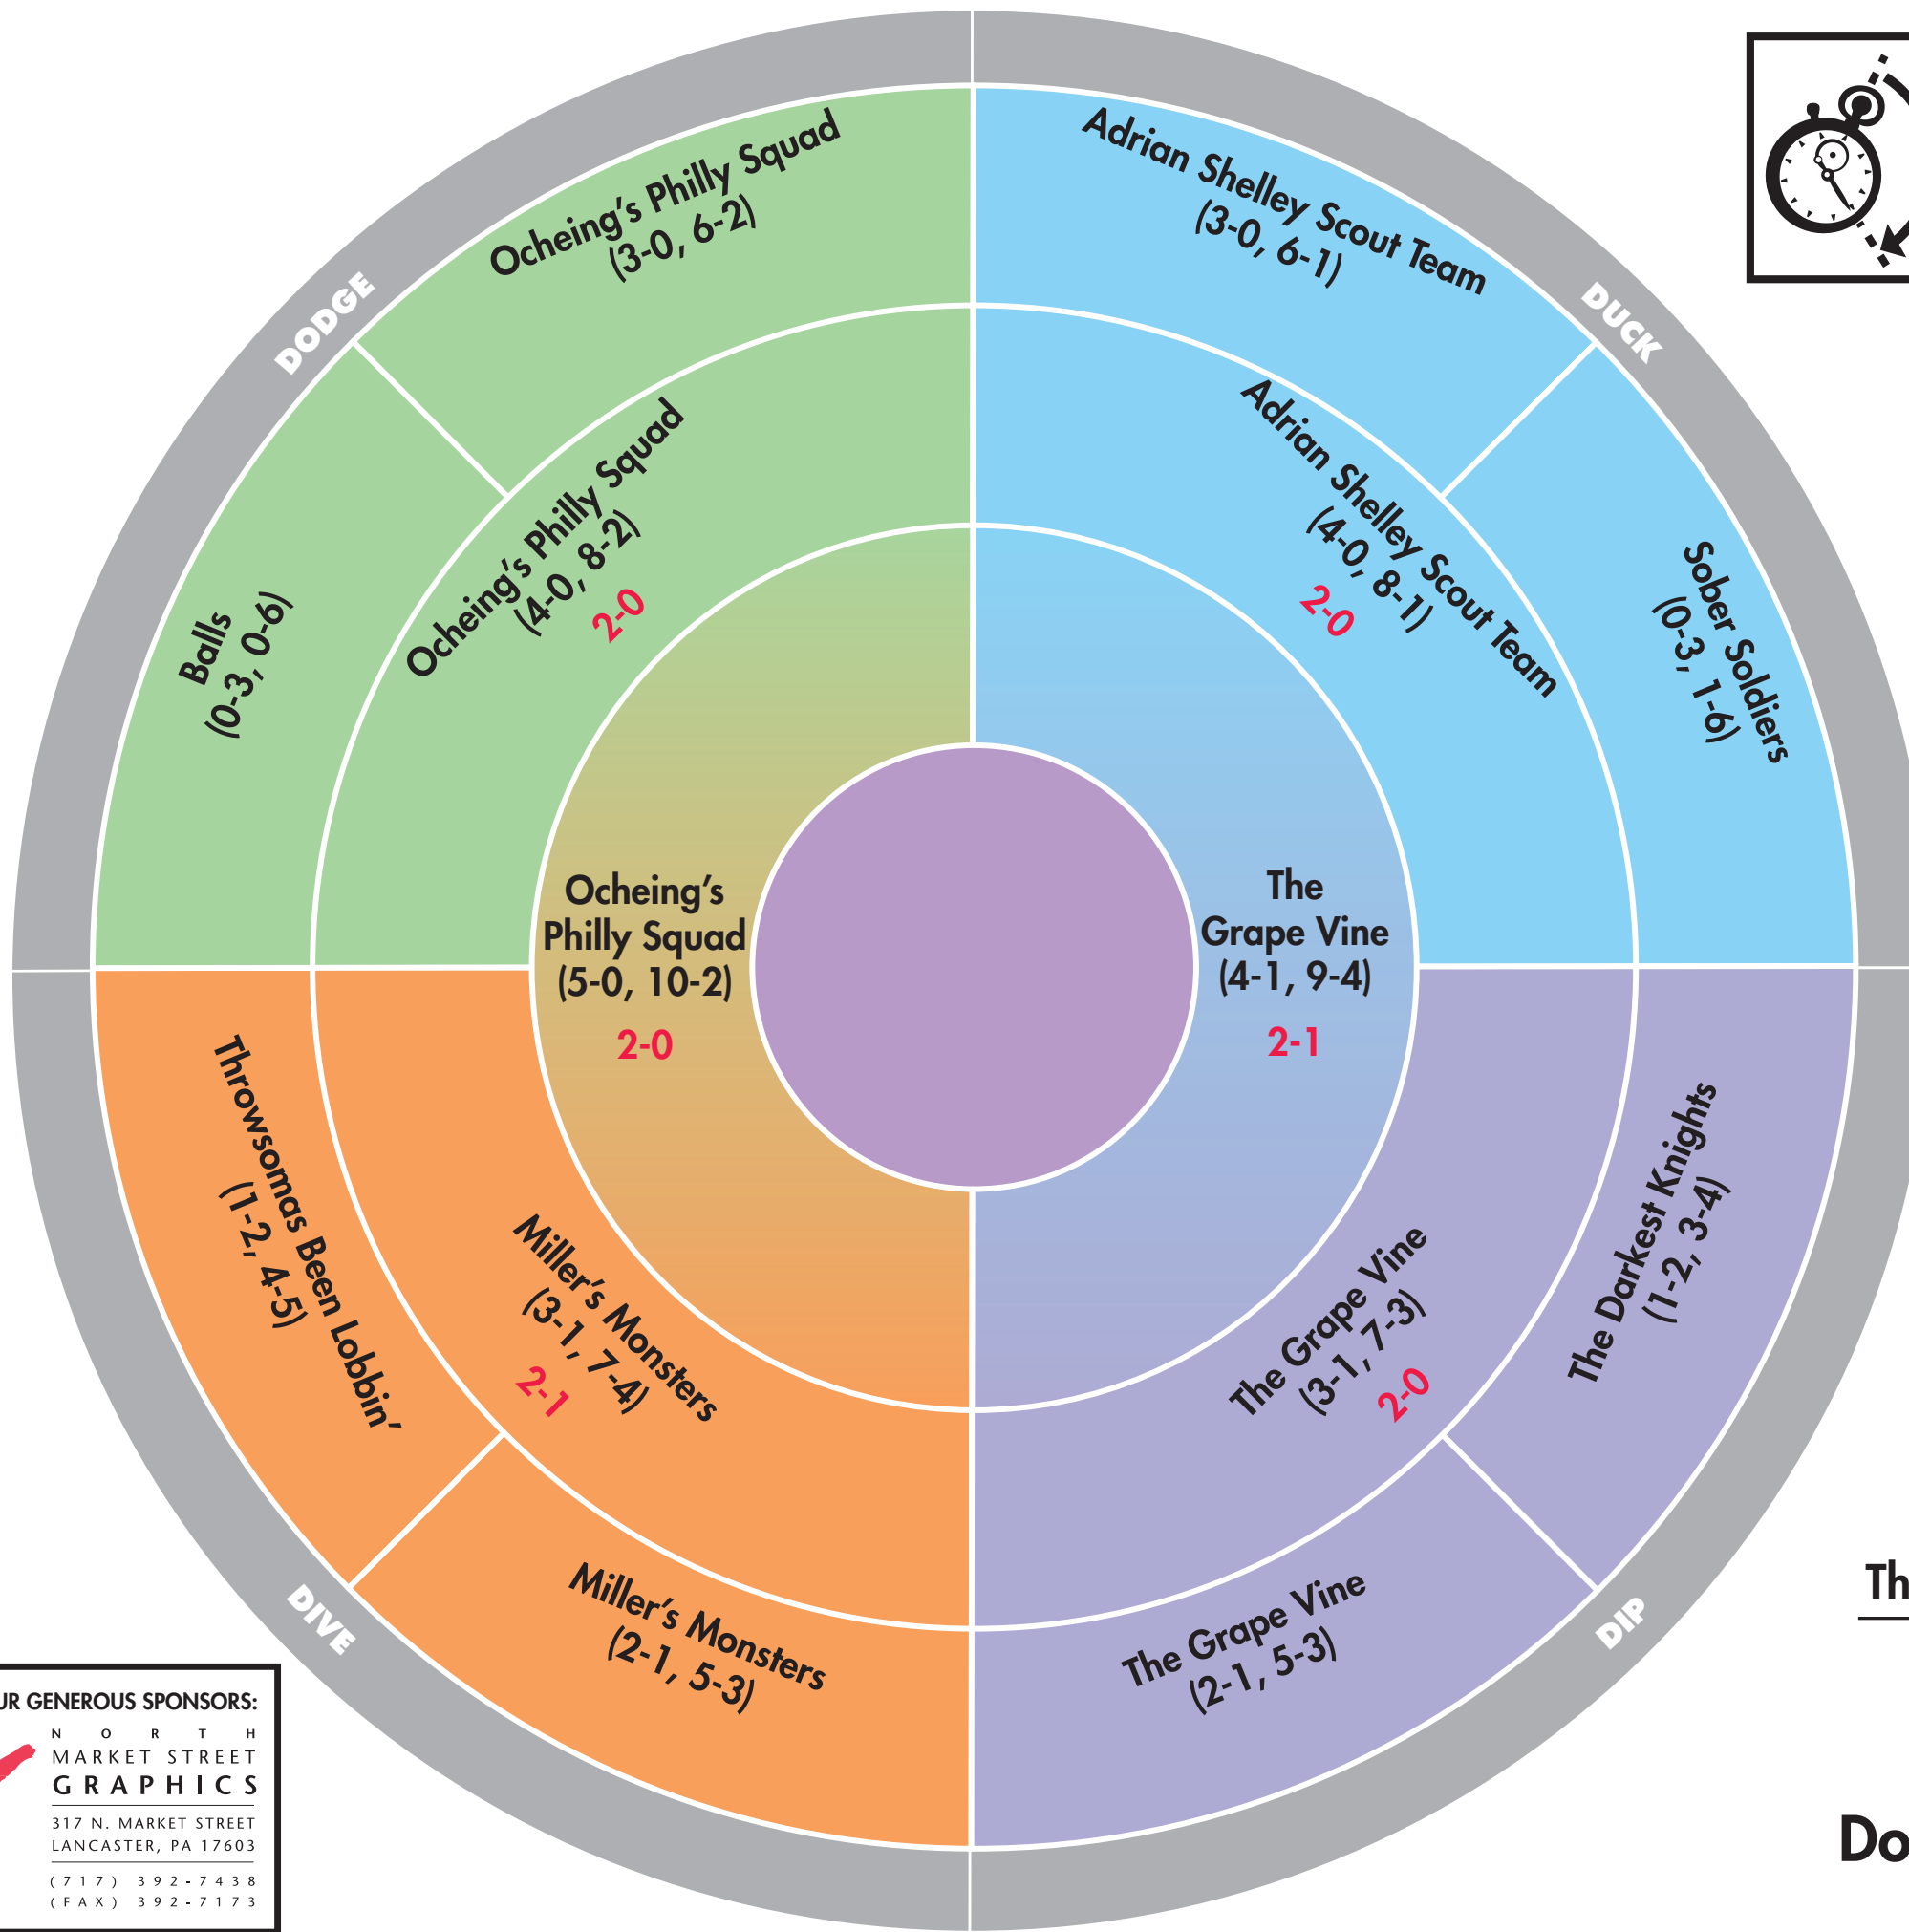 DODGE
Ocheing's Philly Squad
(3-0, 6-2)
Adrian Shelley Scout Team
(3-0, 6-1)
DUCK
Balls
(0-3, 0-6)
Ocheing's Philly Squad
(4-0, 8-2)
2-0
Adrian Shelley Scout Team
(4-0, 8-1)
2-0
Sober Soldiers
(0-3, 1-6)
Ocheing's
Philly Squad
(5-0, 10-2)
2-0
The
Grape Vine
(4-1, 9-4)
2-1
Throwsomas Been Lobbin'
(1-2, 4-5)
Miller's Monsters
(3-1, 7-4)
2-1
The Grape Vine
(3-1, 7-3)
2-0
The Darkest Knights
(1-2, 3-4)
DIVE
Miller's Monsters
(2-1, 5-3)
The Grape Vine
(2-1, 5-3)
DIP
Th
Do
UR GENEROUS SPONSORS:
NORTH
MARKET STREET
GRAPHICS
317 N. MARKET STREET
LANCASTER, PA 17603
(717) 392-7438
(FAX) 392-7173